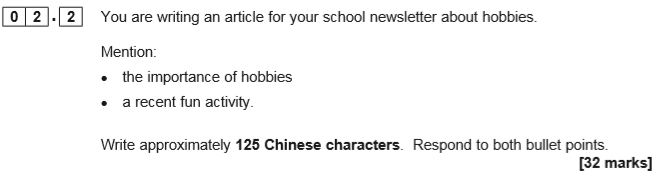 0 2 . 2 You are writing an article for your school newsletter about hobbies.
Mention:
• the importance of hobbies
• a recent fun activity.
Write approximately 125 Chinese characters. Respond to both bullet points.
[32 marks]